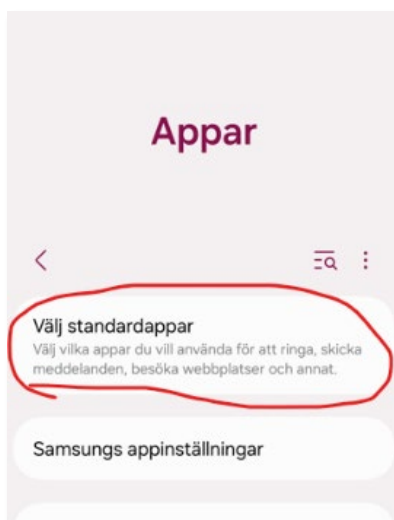 Appar
Välj standardappar
Välj vilka appar du vill använda för att ringa, skicka
meddelanden, besöka webbplatser och annat.
Samsungs appinställningar